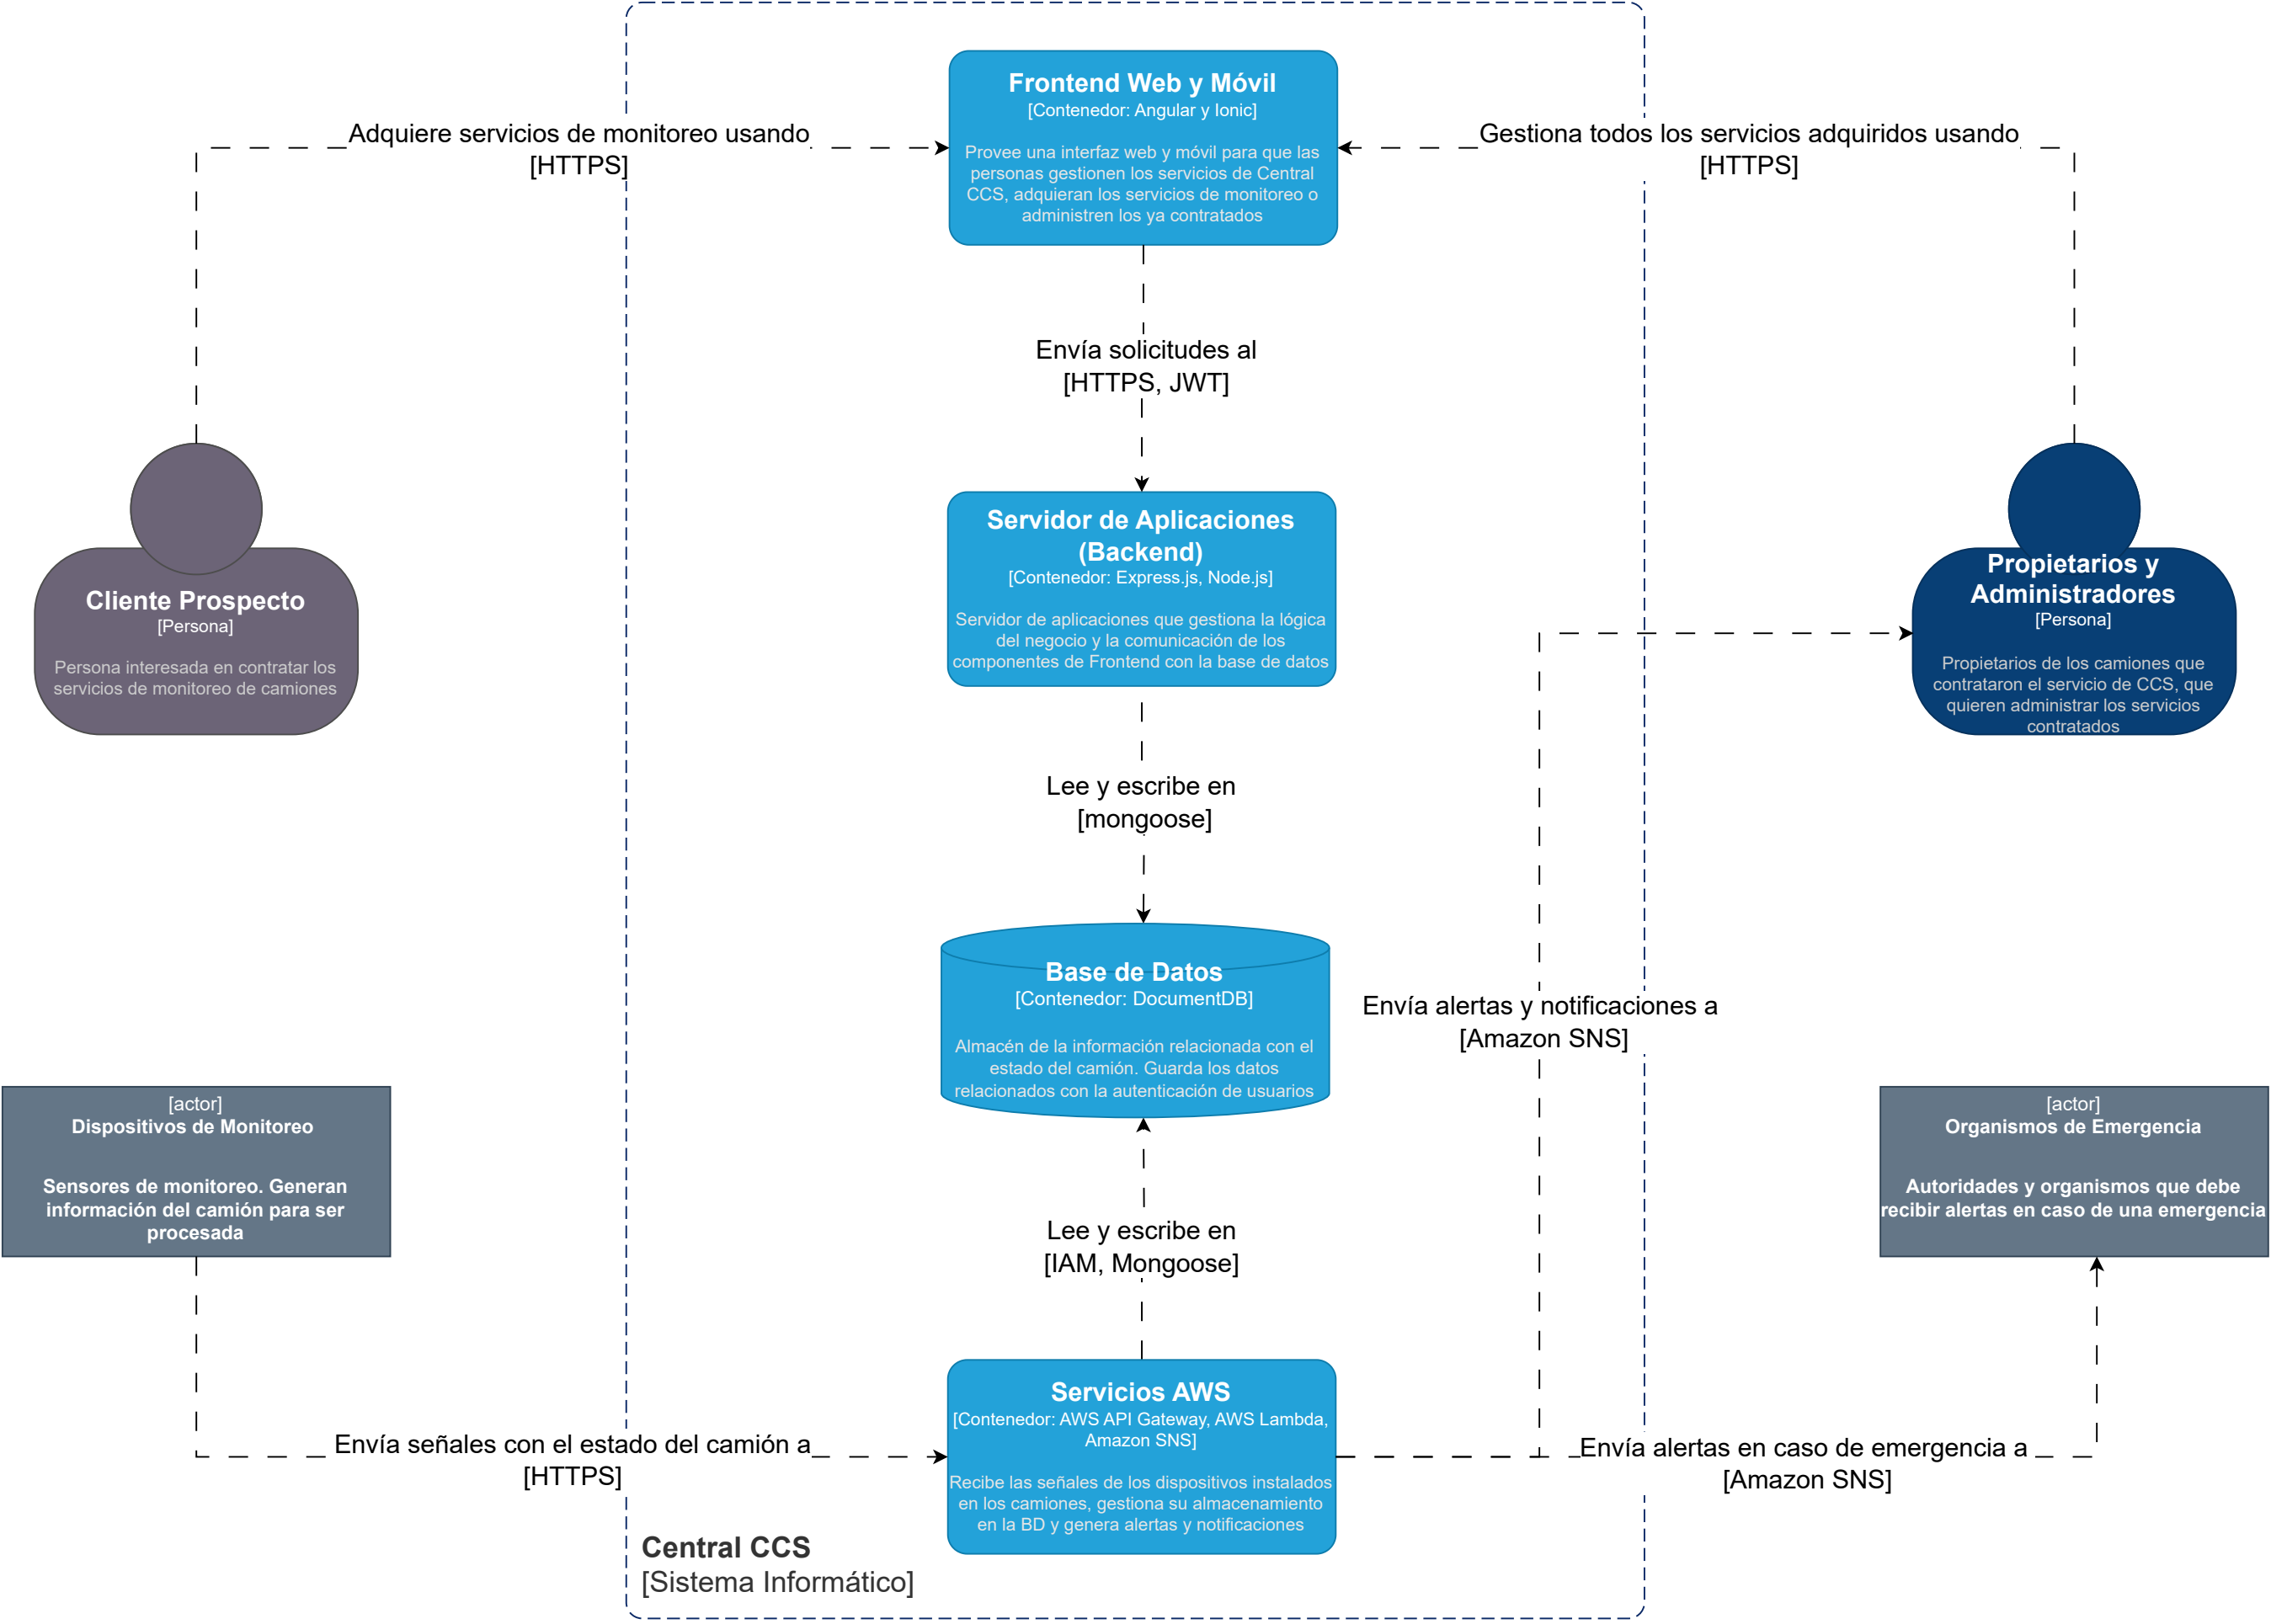 Frontend Web y Móvil
[Contenedor: Angular y Ionic]
Provee una interfaz web y móvil para que las
personas gestionen los servicios de Central
CCS, adquieran los servicios de monitoreo o
administren los ya contratados
Adquiere servicios de monitoreo usando
[HTTPS]
Gestiona todos los servicios adquiridos usando
[HTTPS]
Envía solicitudes al
[HTTPS, JWT]
Servidor de Aplicaciones
(Backend)
[Contenedor: Express.js, Node.js]
Servidor de aplicaciones que gestiona la lógica
del negocio y la comunicación de los
componentes de Frontend con la base de datos
Cliente Prospecto
[Persona]
Persona interesada en contratar los
servicios de monitoreo de camiones
Propietarios y
Administradores
[Persona]
Propietarios de los camiones que
contrataron el servicio de CCS, que
quieren administrar los servicios
contratados
Lee y escribe en
[mongoose]
Base de Datos
[Contenedor: DocumentDB]
Almacén de la información relacionada con el
estado del camión. Guarda los datos
relacionados con la autenticación de usuarios
Envía alertas y notificaciones a
[Amazon SNS]
[actor]
Dispositivos de Monitoreo
Sensores de monitoreo. Generan
información del camión para ser
procesada
[actor]
Organismos de Emergencia
Autoridades y organismos que debe
recibir alertas en caso de una emergencia
Lee y escribe en
[IAM, Mongoose]
Servicios AWS
[Contenedor: AWS API Gateway, AWS Lambda,
Amazon SNS]
Recibe las señales de los dispositivos instalados
en los camiones, gestiona su almacenamiento
en la BD y genera alertas y notificaciones
Envía señales con el estado del camión a
[HTTPS]
Envía alertas en caso de emergencia a
[Amazon SNS]
Central CCS
[Sistema Informático]